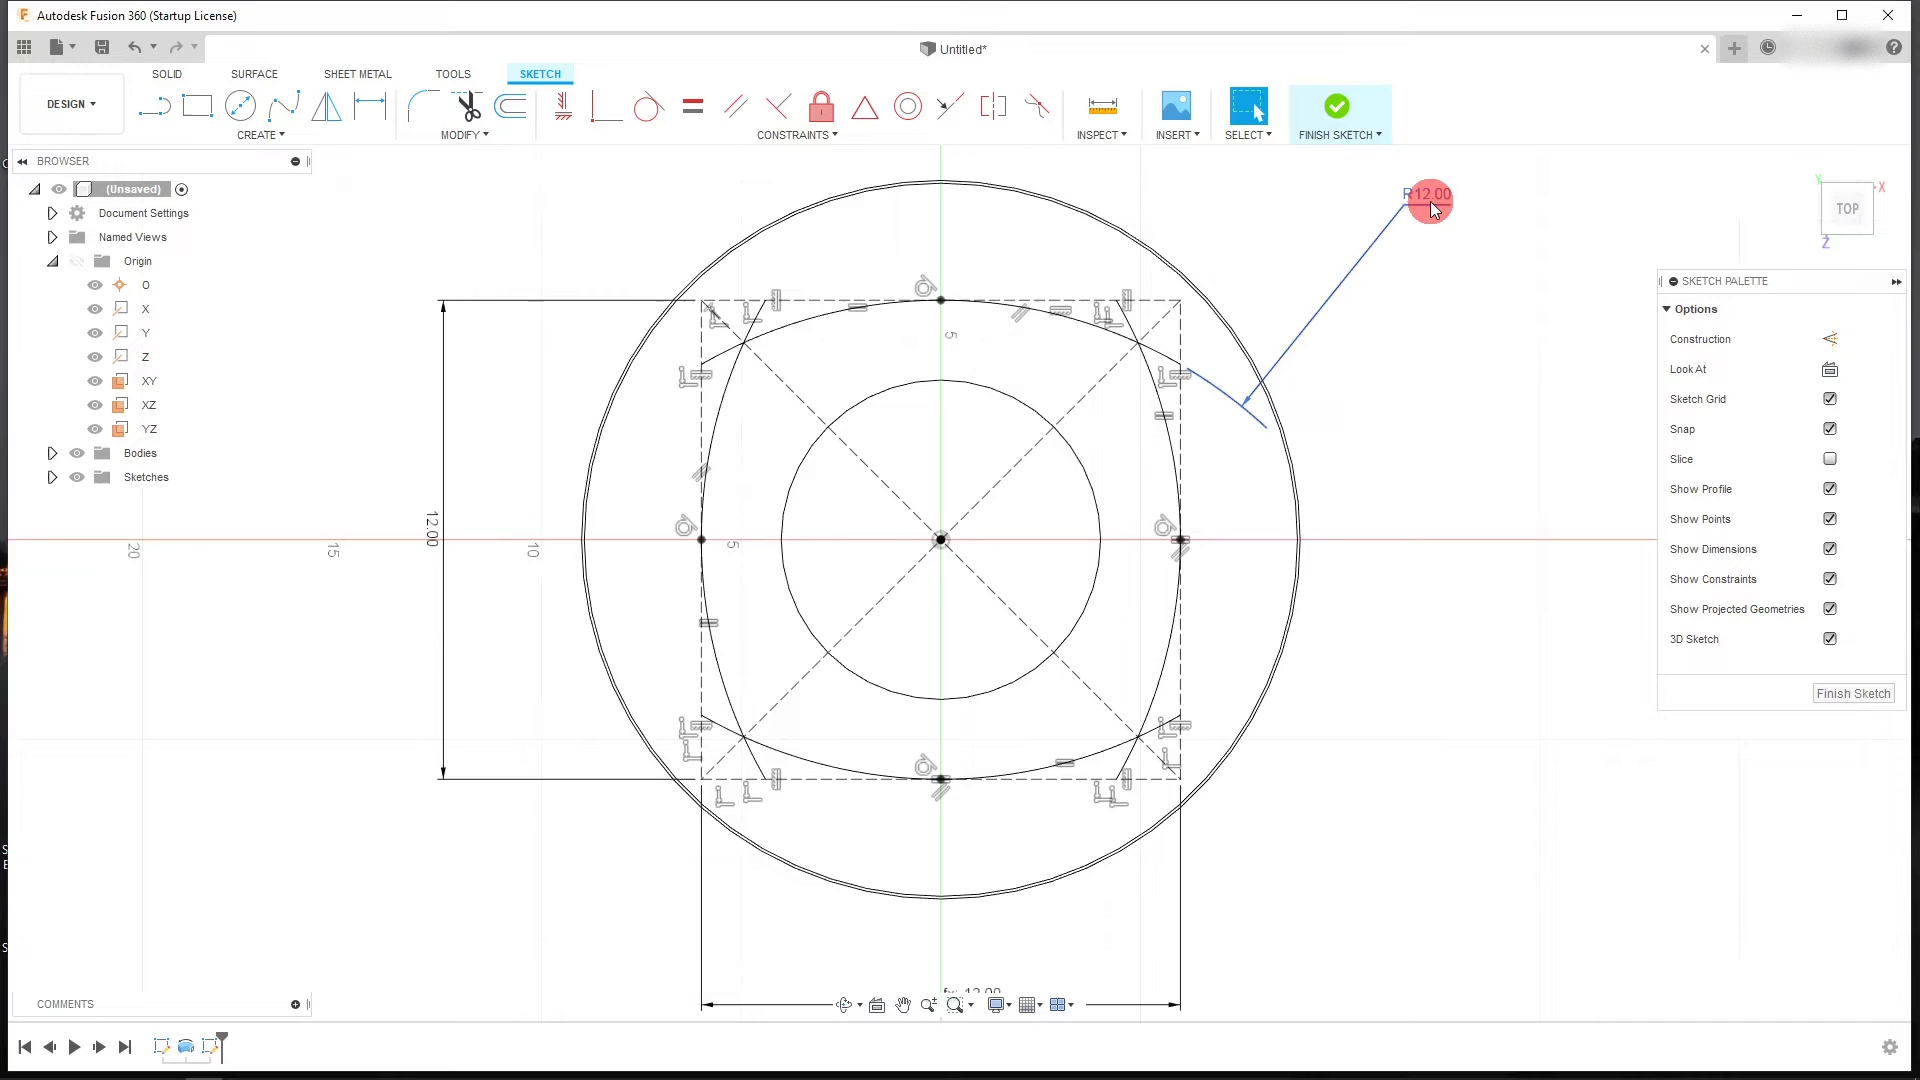 Autodesk Fusion 360 (Startup License)
Untitled*
SOLID SURFACE SHEET METAL TOOLS SKETCH
DESIGN
CREATE MODIFY CONSTRAINTS INSPECT INSERT SELECT FINISH SKETCH
BROWSER
(Unsaved)
Document Settings
Named Views
Origin
O
X
Y
Z
XY
XZ
YZ
Bodies
Sketches
R12.00
Y
X
TOP
Z
SKETCH PALETTE
Options
Construction
Look At
Sketch Grid
Snap
Slice
Show Profile
Show Points
Show Dimensions
Show Constraints
Show Projected Geometries
3D Sketch
Finish Sketch
5
12.00
20 15 10 5
COMMENTS
fx: 12.00